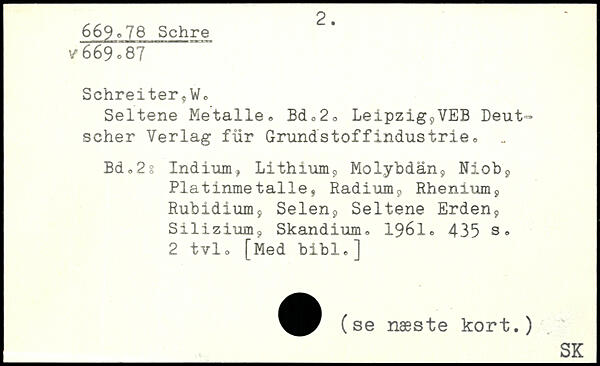 2.
669.78 Schre
v 669.87
Schreiter,W.
Seltene Metalle. Bd.2. Leipzig,VEB Deut-
scher Verlag für Grundstoffindustrie.
Bd.2: Indium, Lithium, Molybdän, Niob,
Platinmetalle, Radium, Rhenium,
Rubidium, Selen, Seltene Erden,
Silizium, Skandium. 1961. 435 s.
2 tvl. [Med bibl.]
(se næste kort.)
SK